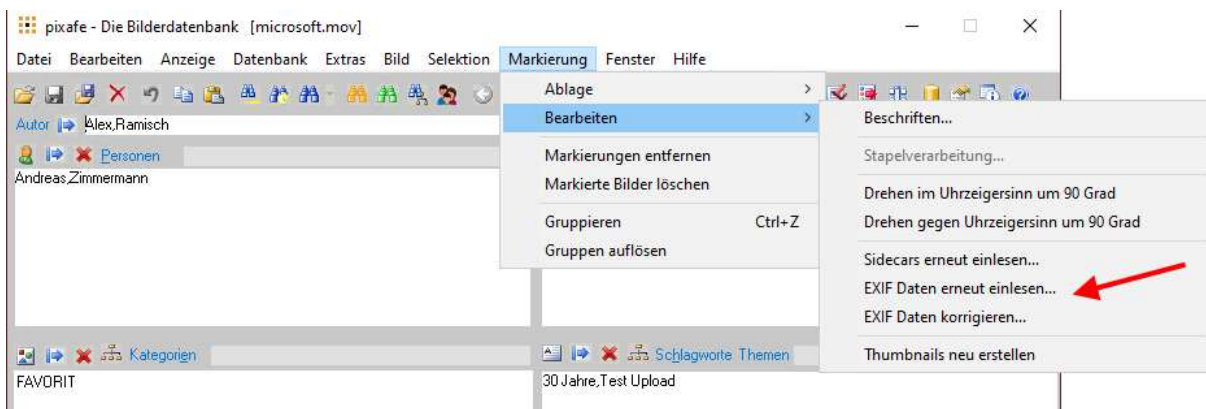 pixafe - Die Bilderdatenbank [microsoft.mov]
Datei Bearbeiten Anzeige Datenbank Extras Bild Selektion Markierung Fenster Hilfe
Autor Alex,Ramisch
Personen
Andreas,Zimmermann
Ablage
Bearbeiten
Markierungen entfernen
Markierte Bilder löschen
Gruppieren Ctrl+Z
Gruppen auflösen
Beschriften...
Stapelverarbeitung...
Drehen im Uhrzeigersinn um 90 Grad
Drehen gegen Uhrzeigersinn um 90 Grad
Sidecars erneut einlesen...
EXIF Daten erneut einlesen...
EXIF Daten korrigieren...
Thumbnails neu erstellen
Kategorien
FAVORIT
Schlagworte Themen
30 Jahre,Test Upload